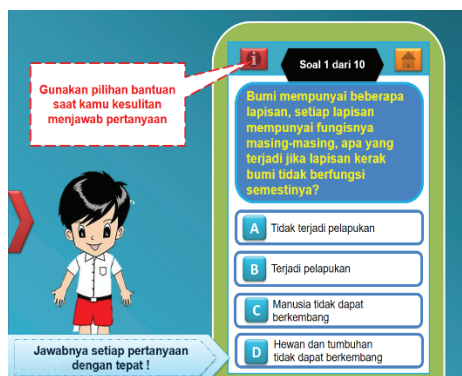 Gunakan pilihan bantuan
saat kamu kesulitan
menjawab pertanyaan
i
Soal 1 dari 10
Bumi mempunyai beberapa
lapisan, setiap lapisan
mempunyai fungisnya
masing-masing, apa yang
terjadi jika lapisan kerak
bumi tidak berfungsi
semestinya?
A Tidak terjadi pelapukan
B Terjadi pelapukan
C Manusia tidak dapat
berkembang
D Hewan dan tumbuhan
tidak dapat berkembang
Jawabnya setiap pertanyaan
dengan tepat !